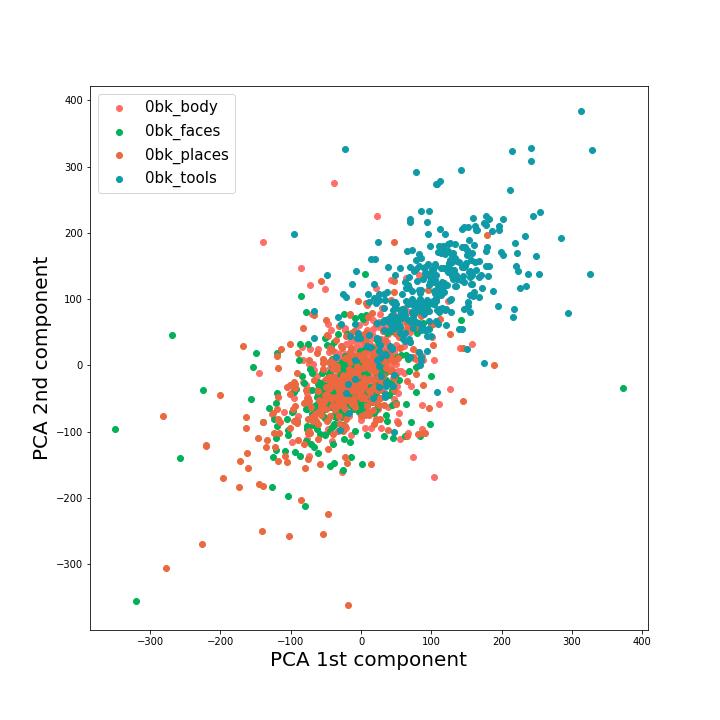 0bk_body
0bk_faces
0bk_places
0bk_tools
400
300
200
100
0
−100
−200
−300
PCA 2nd component
−300 −200 −100 0 100 200 300 400
PCA 1st component